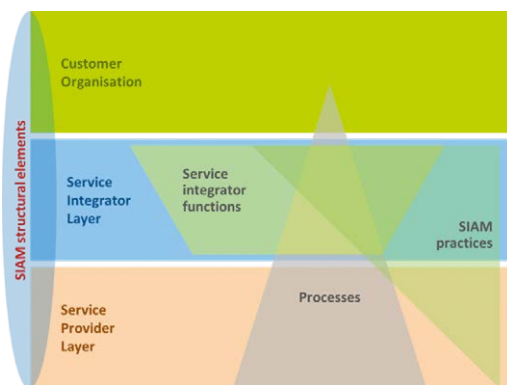 SIAM structural elements
Customer
Organisation
Service
Integrator
Layer
Service
integrator
functions
SIAM
practices
Processes
Service
Provider
Layer